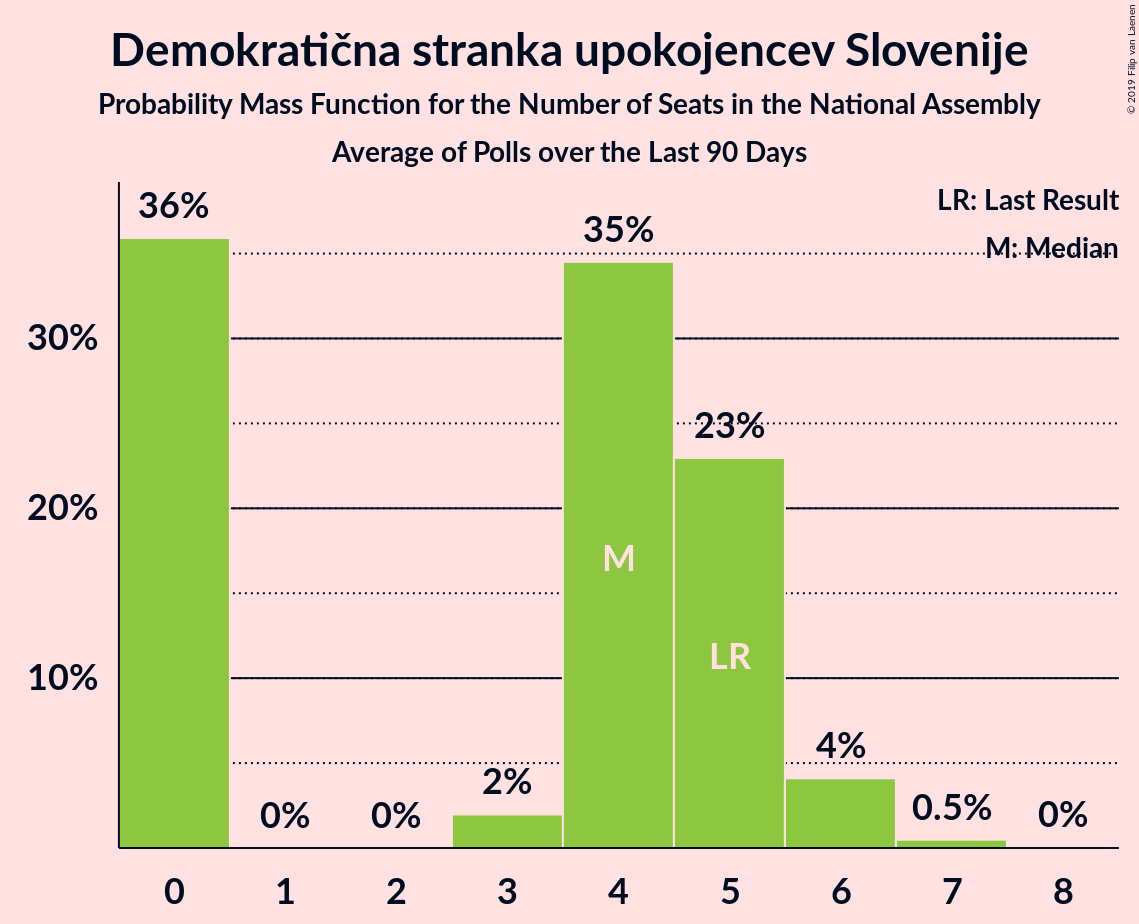 Demokratična stranka upokojencev Slovenije
Probability Mass Function for the Number of Seats in the National Assembly
Average of Polls over the Last 90 Days
© 2019 Filip van Laenen
LR: Last Result
M: Median
36%
0%
0%
2%
35%
23%
4%
0.5%
0%
M
LR
30%
20%
10%
0 1 2 3 4 5 6 7 8